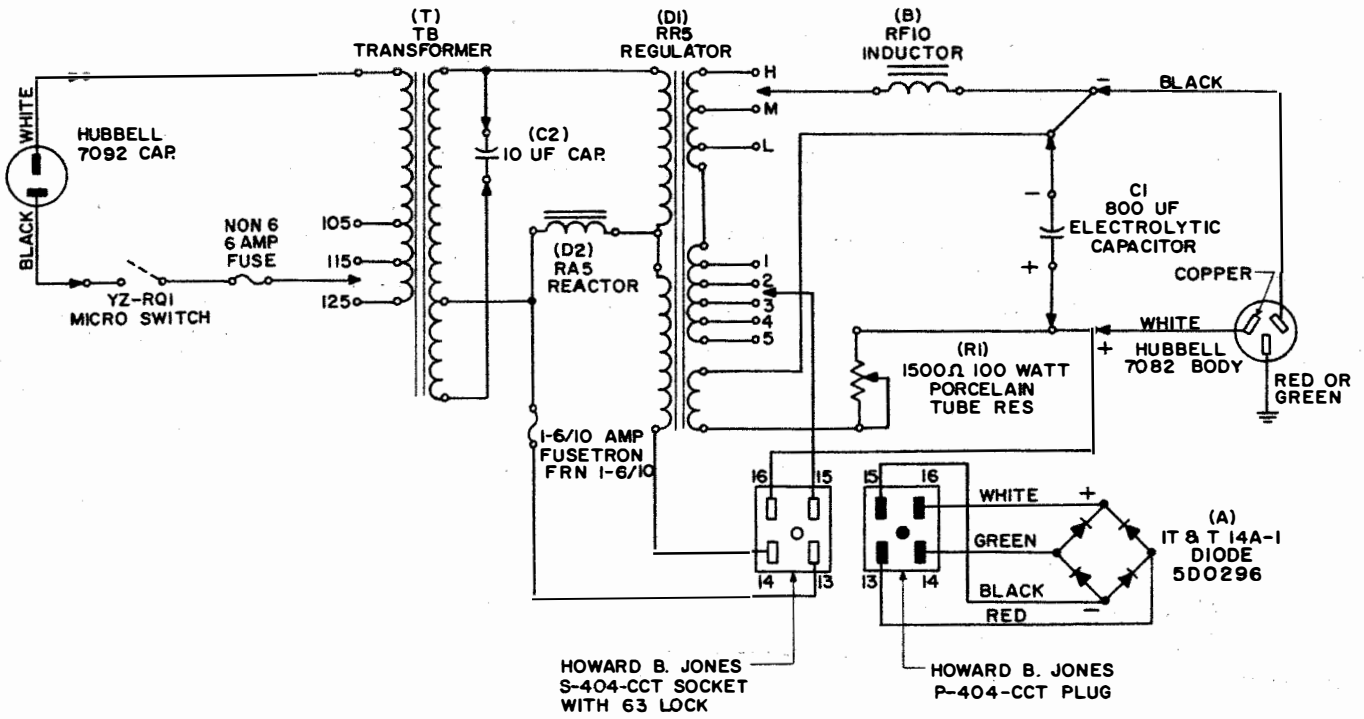 (T)
TB
TRANSFORMER
(D1)
RR5
REGULATOR
(B)
RF10
INDUCTOR
H
M
L
-
BLACK
WHITE
HUBBELL
7092 CAP.
BLACK
(C2)
10 UF CAP.
-
C1
800 UF
ELECTROLYTIC
CAPACITOR
+
NON 6
6 AMP
FUSE
105
115
125
YZ-RQ1
MICRO SWITCH
(D2)
RA5
REACTOR
1
2
3
4
5
COPPER
WHITE
+
HUBBELL
7082 BODY
RED OR
GREEN
(R1)
1500Ω 100 WATT
PORCELAIN
TUBE RES
1-6/10 AMP
FUSETRON
FRN 1-6/10
16
15
14
13
15
16
13
14
WHITE
+
GREEN
BLACK
-
RED
(A)
IT & T 14A-1
DIODE
5D0296
HOWARD B. JONES
S-404-CCT SOCKET
WITH 63 LOCK
HOWARD B. JONES
P-404-CCT PLUG